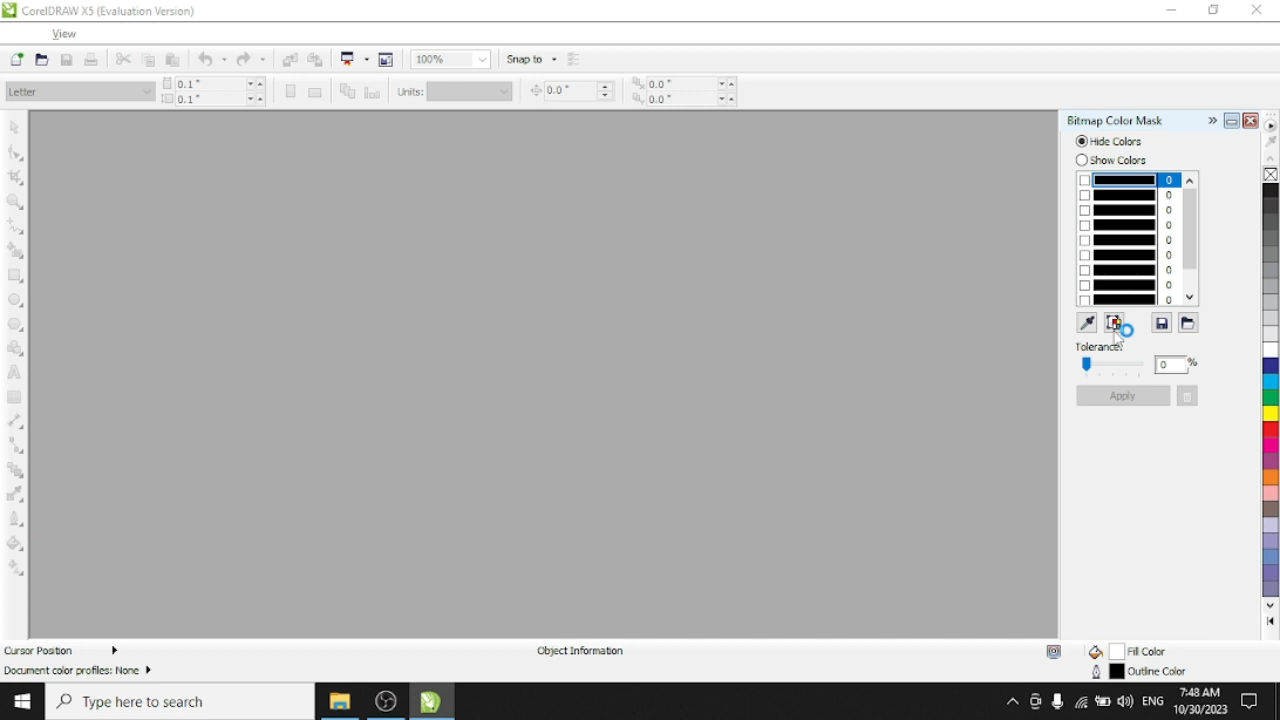 CorelDRAW X5 (Evaluation Version)
View
100%
Snap to
Letter
0.1 "
0.1 "
Units:
0.0 "
0.0 "
0.0 "
Bitmap Color Mask
Hide Colors
Show Colors
0
0
0
0
0
0
0
0
0
Tolerance:
0 %
Apply
Cursor Position
Object Information
Fill Color
Document color profiles: None
Outline Color
Type here to search
ENG
7:48 AM
10/30/2023